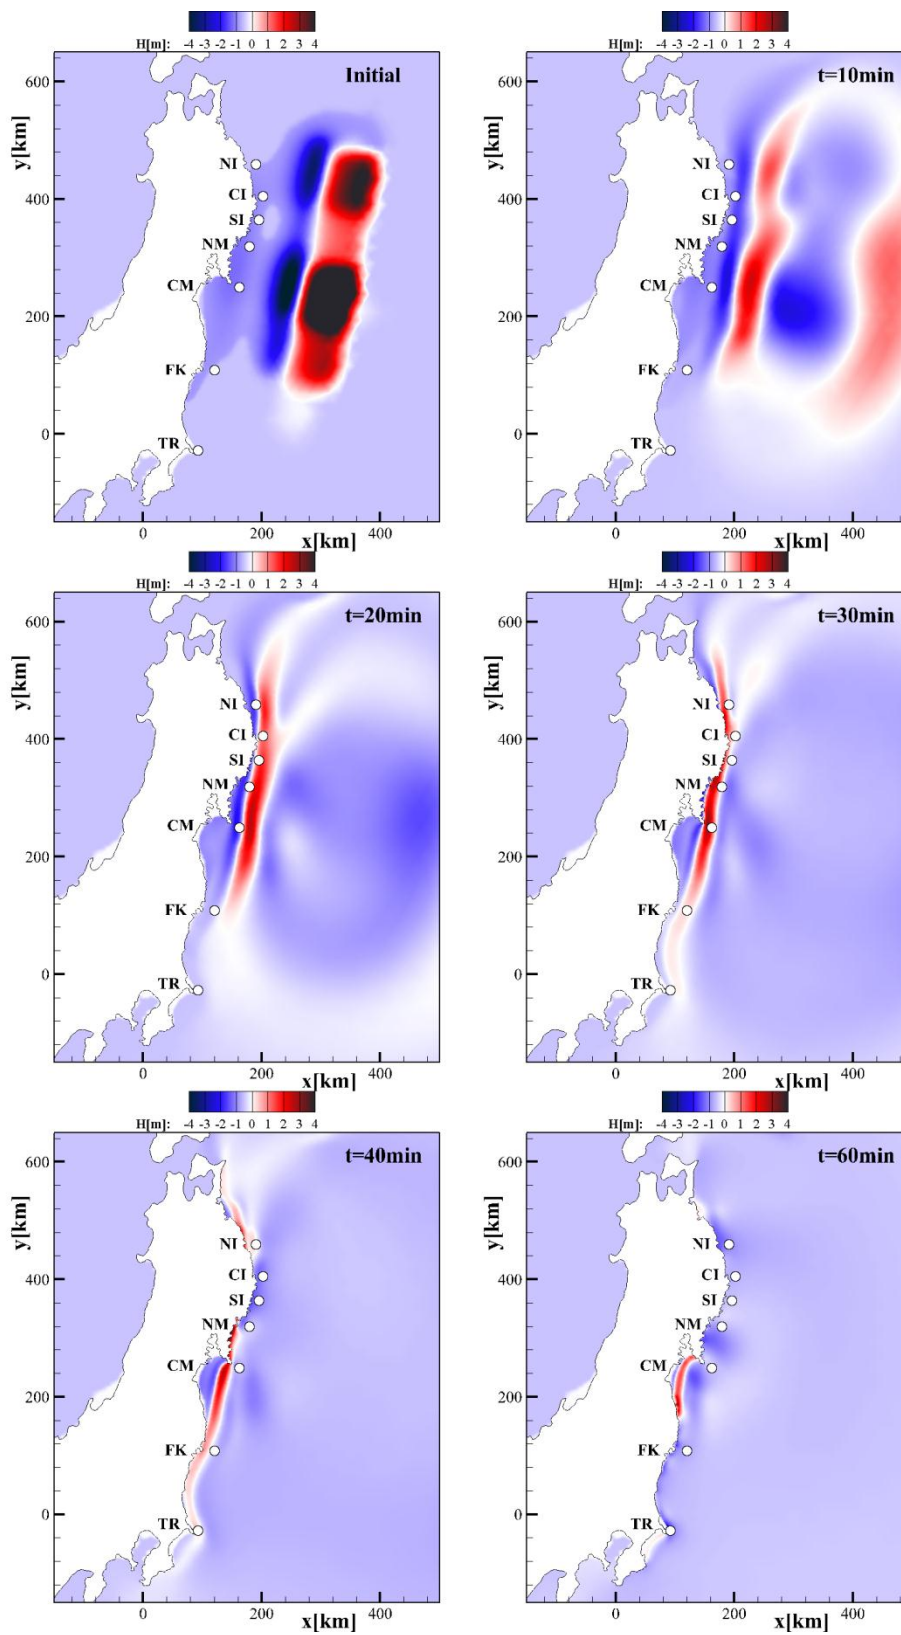 H[m]: -4 -3 -2 -1 0 1 2 3 4
Initial
y[km]
600
400
200
0
NI
CI
SI
NM
CM
FK
TR
0 200 400
x[km]
H[m]: -4 -3 -2 -1 0 1 2 3 4
t=10min
y[km]
600
400
200
0
NI
CI
SI
NM
CM
FK
TR
0 200 400
x[km]
H[m]: -4 -3 -2 -1 0 1 2 3 4
t=20min
y[km]
600
400
200
0
NI
CI
SI
NM
CM
FK
TR
0 200 400
x[km]
H[m]: -4 -3 -2 -1 0 1 2 3 4
t=30min
y[km]
600
400
200
0
NI
CI
SI
NM
CM
FK
TR
0 200 400
x[km]
H[m]: -4 -3 -2 -1 0 1 2 3 4
t=40min
y[km]
600
400
200
0
NI
CI
SI
NM
CM
FK
TR
0 200 400
x[km]
H[m]: -4 -3 -2 -1 0 1 2 3 4
t=60min
y[km]
600
400
200
0
NI
CI
SI
NM
CM
FK
TR
0 200 400
x[km]